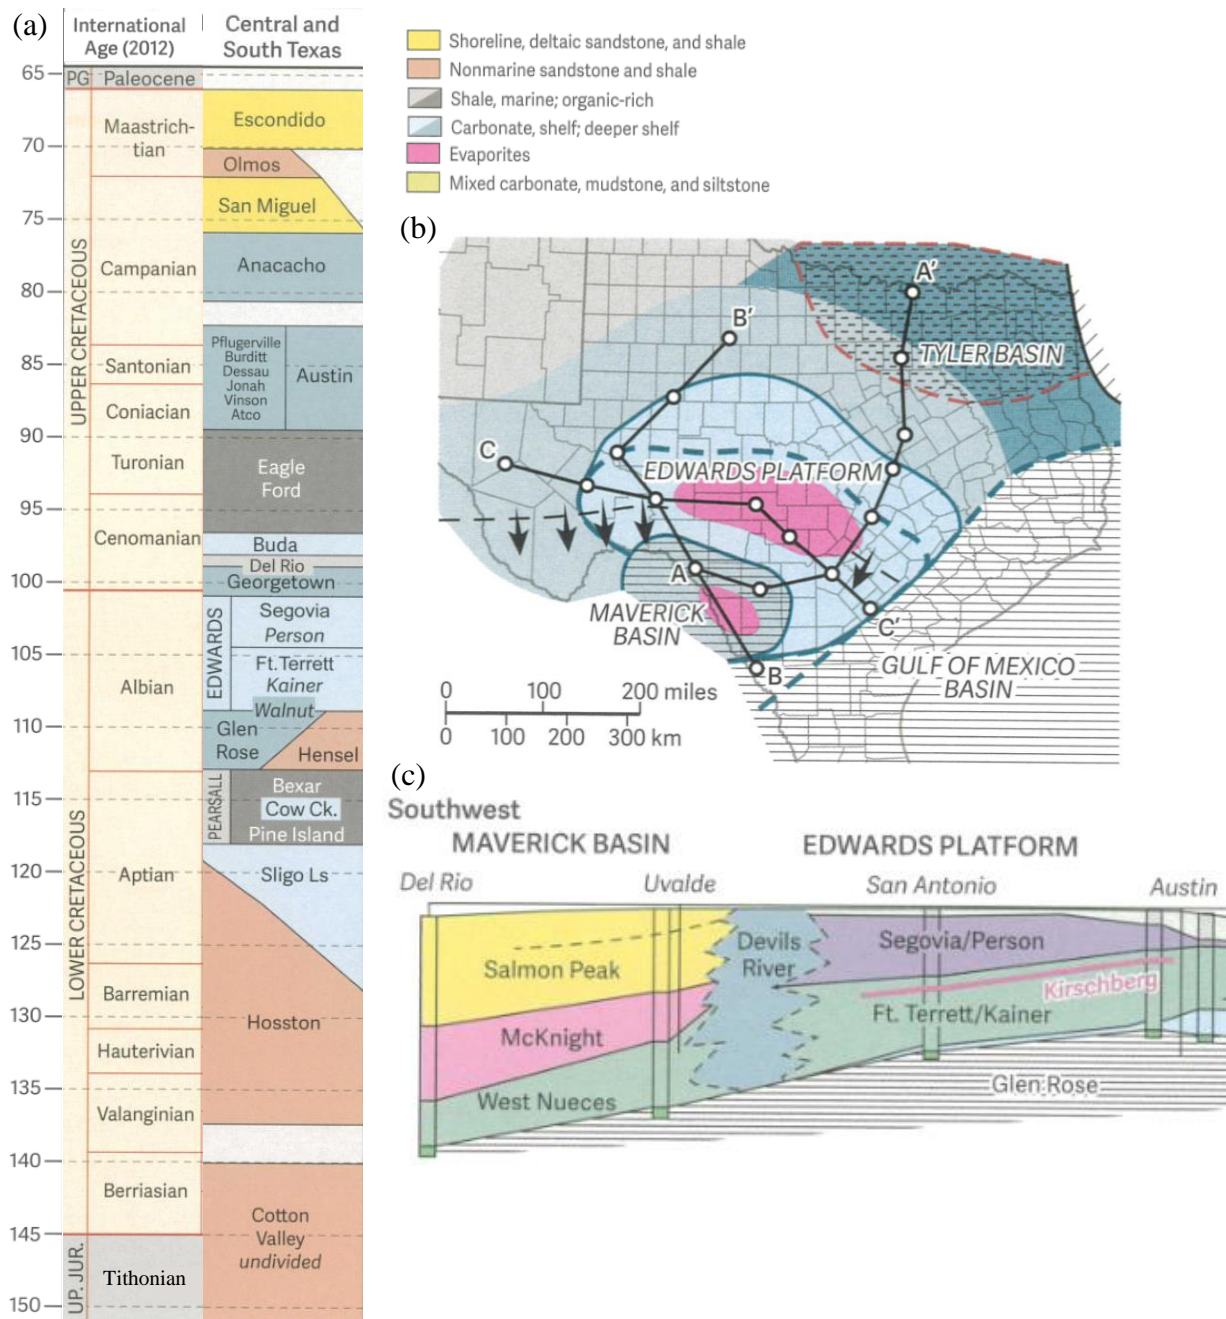 (a)
International
Age (2012)
Central and
South Texas
65
70
75
80
85
90
95
100
105
110
115
120
125
130
135
140
145
150
PG
UPPER CRETACEOUS
LOWER CRETACEOUS
UP. JUR.
Paleocene
Maastrich-
tian
Campanian
Santonian
Coniacian
Turonian
Cenomanian
Albian
Aptian
Barremian
Hauterivian
Valanginian
Berriasian
Tithonian
Escondido
Olmos
San Miguel
Anacacho
Pflugerville
Burditt
Dessau
Jonah
Vinson
Atco
Austin
Eagle
Ford
Buda
Del Rio
Georgetown
EDWARDS
Segovia
Person
Ft. Terrett
Kainer
Walnut
Glen
Rose
Hensel
PEARSALL
Bexar
Cow Ck.
Pine Island
Sligo Ls
Hosston
Cotton
Valley
undivided
Shoreline, deltaic sandstone, and shale
Nonmarine sandstone and shale
Shale, marine; organic-rich
Carbonate, shelf; deeper shelf
Evaporites
Mixed carbonate, mudstone, and siltstone
(b)
A'
B'
TYLER BASIN
C
EDWARDS PLATFORM
A
MAVERICK
BASIN
C'
B
GULF OF MEXICO
BASIN
0 100 200 miles
0 100 200 300 km
(c)
Southwest
MAVERICK BASIN EDWARDS PLATFORM
Del Rio Uvalde San Antonio Austin
Salmon Peak
Devils
River
Segovia/Person
Kirschberg
McKnight
Ft. Terrett/Kainer
West Nueces
Glen Rose